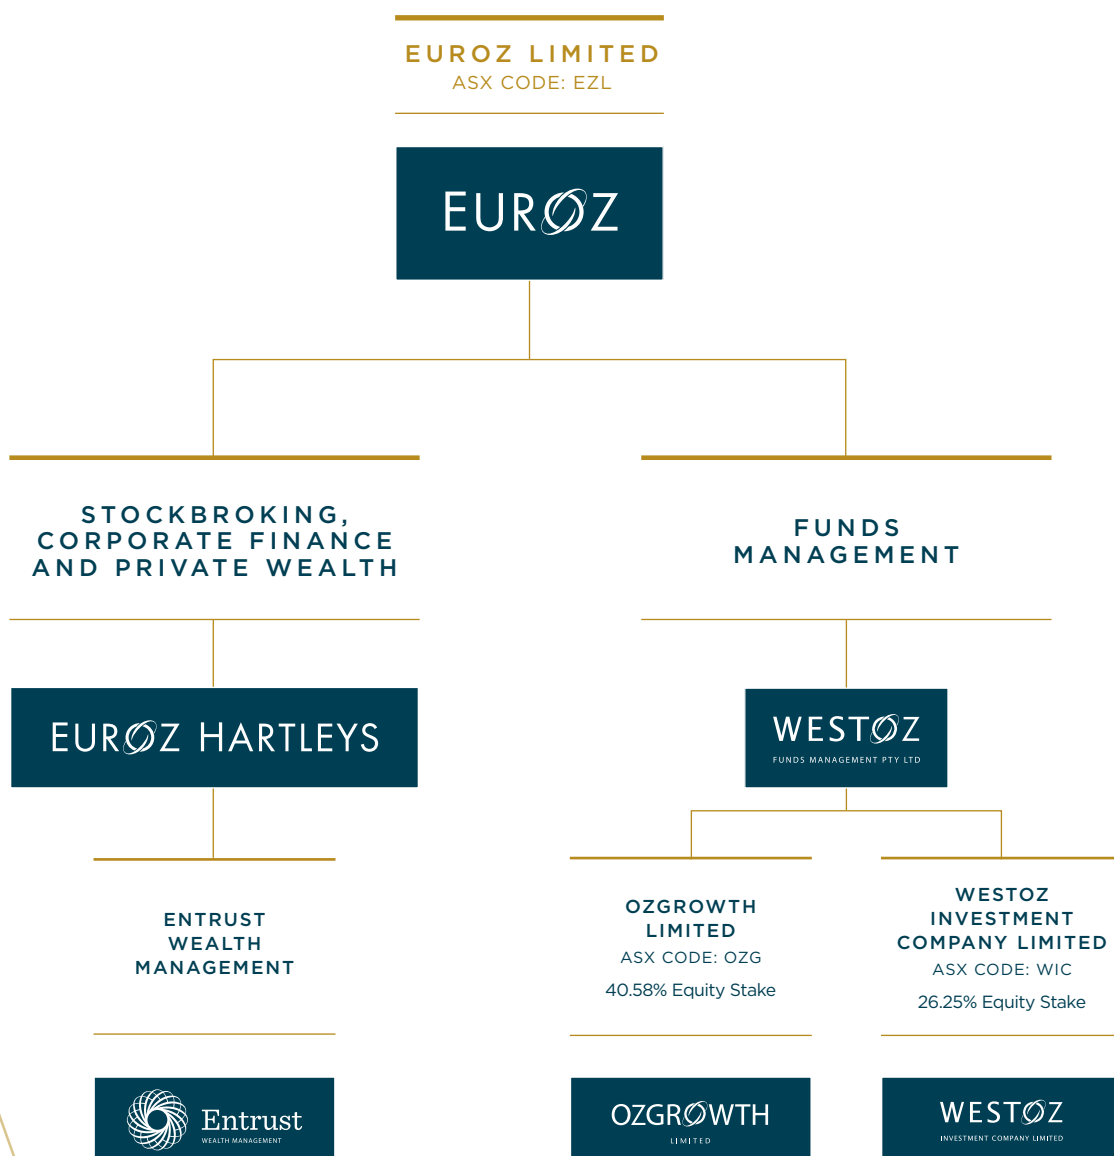 EUROZ LIMITED
ASX CODE: EZL
EUROZ
STOCKBROKING,
CORPORATE FINANCE
AND PRIVATE WEALTH
FUNDS
MANAGEMENT
EUROZ HARTLEYS
WESTOZ
FUNDS MANAGEMENT PTY LTD
ENTRUST
WEALTH
MANAGEMENT
OZGROWTH
LIMITED
ASX CODE: OZG
40.58% Equity Stake
WESTOZ
INVESTMENT
COMPANY LIMITED
ASX CODE: WIC
26.25% Equity Stake
Entrust
WEALTH MANAGEMENT
OZGROWTH
LIMITED
WESTOZ
INVESTMENT COMPANY LIMITED